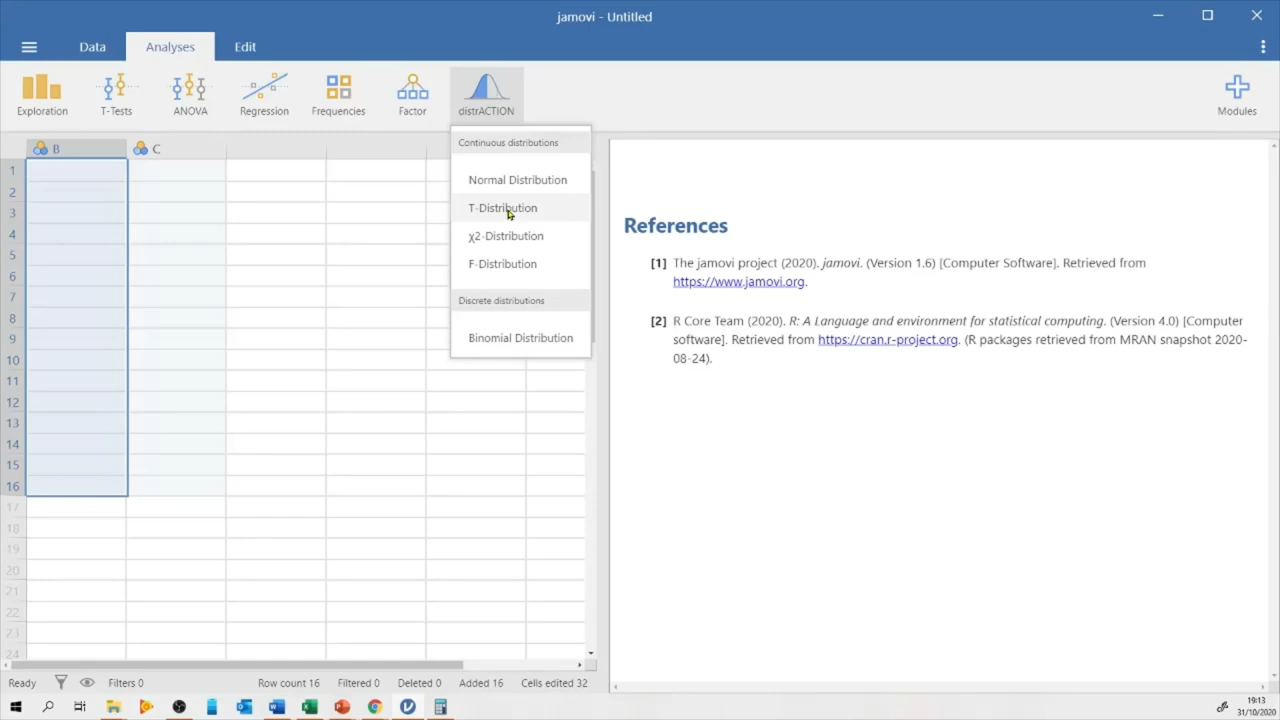 jamovi - Untitled
Data
Analyses
Edit
Exploration
T-Tests
ANOVA
Regression
Frequencies
Factor
distrACTION
Modules
Continuous distributions
Normal Distribution
T-Distribution
χ2-Distribution
F-Distribution
Discrete distributions
Binomial Distribution
B
C
1
2
3
4
5
6
7
8
9
10
11
12
13
14
15
16
17
18
19
20
21
22
23
24
References
[1] The jamovi project (2020). jamovi. (Version 1.6) [Computer Software]. Retrieved from
https://www.jamovi.org.
[2] R Core Team (2020). R: A Language and environment for statistical computing. (Version 4.0) [Computer
software]. Retrieved from https://cran.r-project.org. (R packages retrieved from MRAN snapshot 2020-
08-24).
Ready
Filters 0
Row count 16
Filtered 0
Deleted 0
Added 16
Cells edited 32
19:13
31/10/2020